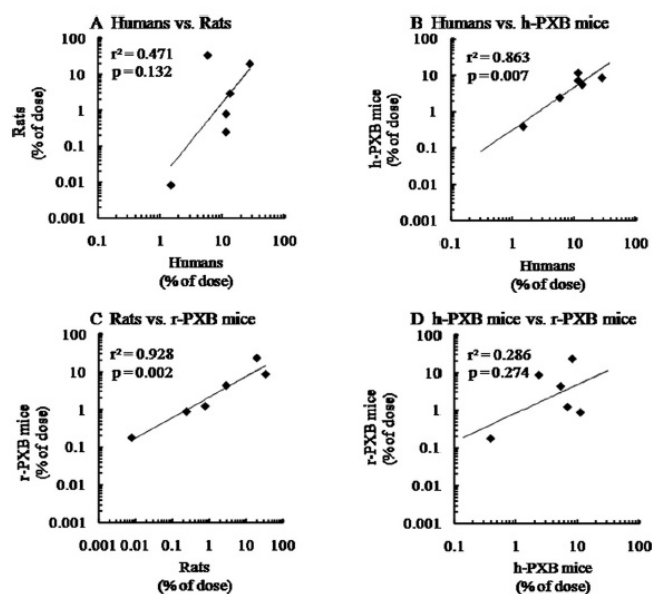 A Humans vs. Rats
r² = 0.471
p = 0.132
100
10
1
0.1
0.01
0.001
Rats
(% of dose)
0.1
1
10
100
Humans
(% of dose)
B Humans vs. h-PXB mice
r² = 0.863
p = 0.007
100
10
1
0.1
0.01
0.001
h-PXB mice
(% of dose)
0.1
1
10
100
Humans
(% of dose)
C Rats vs. r-PXB mice
r² = 0.928
p = 0.002
100
10
1
0.1
0.01
0.001
r-PXB mice
(% of dose)
0.001 0.01 0.1 1 10 100
Rats
(% of dose)
D h-PXB mice vs. r-PXB mice
r² = 0.286
p = 0.274
100
10
1
0.1
0.01
0.001
r-PXB mice
(% of dose)
0.1
1
10
100
h-PXB mice
(% of dose)